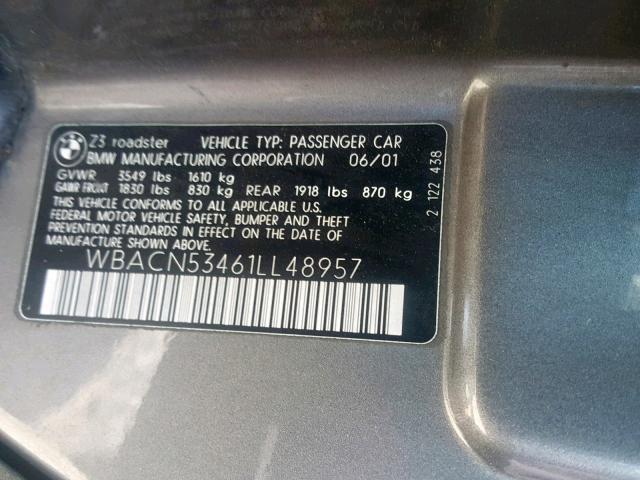 BMW
Z3 roadster VEHICLE TYP: PASSENGER CAR
BMW MANUFACTURING CORPORATION 06/01
GVWR 3549 lbs 1610 kg
GAWR FRONT 1830 lbs 830 kg REAR 1918 lbs 870 kg
THIS VEHICLE CONFORMS TO ALL APPLICABLE U.S.
FEDERAL MOTOR VEHICLE SAFETY, BUMPER AND THEFT
PREVENTION STANDARDS IN EFFECT ON THE DATE OF
MANUFACTURE SHOWN ABOVE.
WBACN53461LL48957
2 122 438